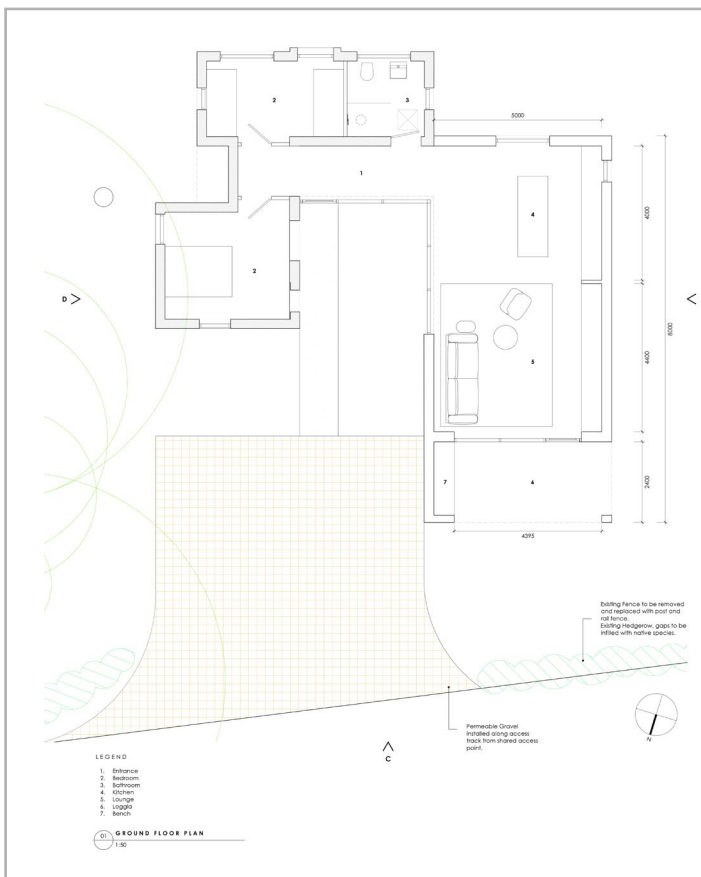 5000
2
3
1
4
4000
D
2
8000
5
4400
7
6
2400
4395
Existing Fence to be removed
and replaced with post and
rail fence.
Existing Hedgerow, gaps to be
infilled with native species.
Permeable Gravel
installed along access
track from shared access
point.
N
C
LEGEND
1. Entrance
2. Bedroom
3. Bathroom
4. Kitchen
5. Lounge
6. Loggia
7. Bench
01 GROUND FLOOR PLAN
1:50